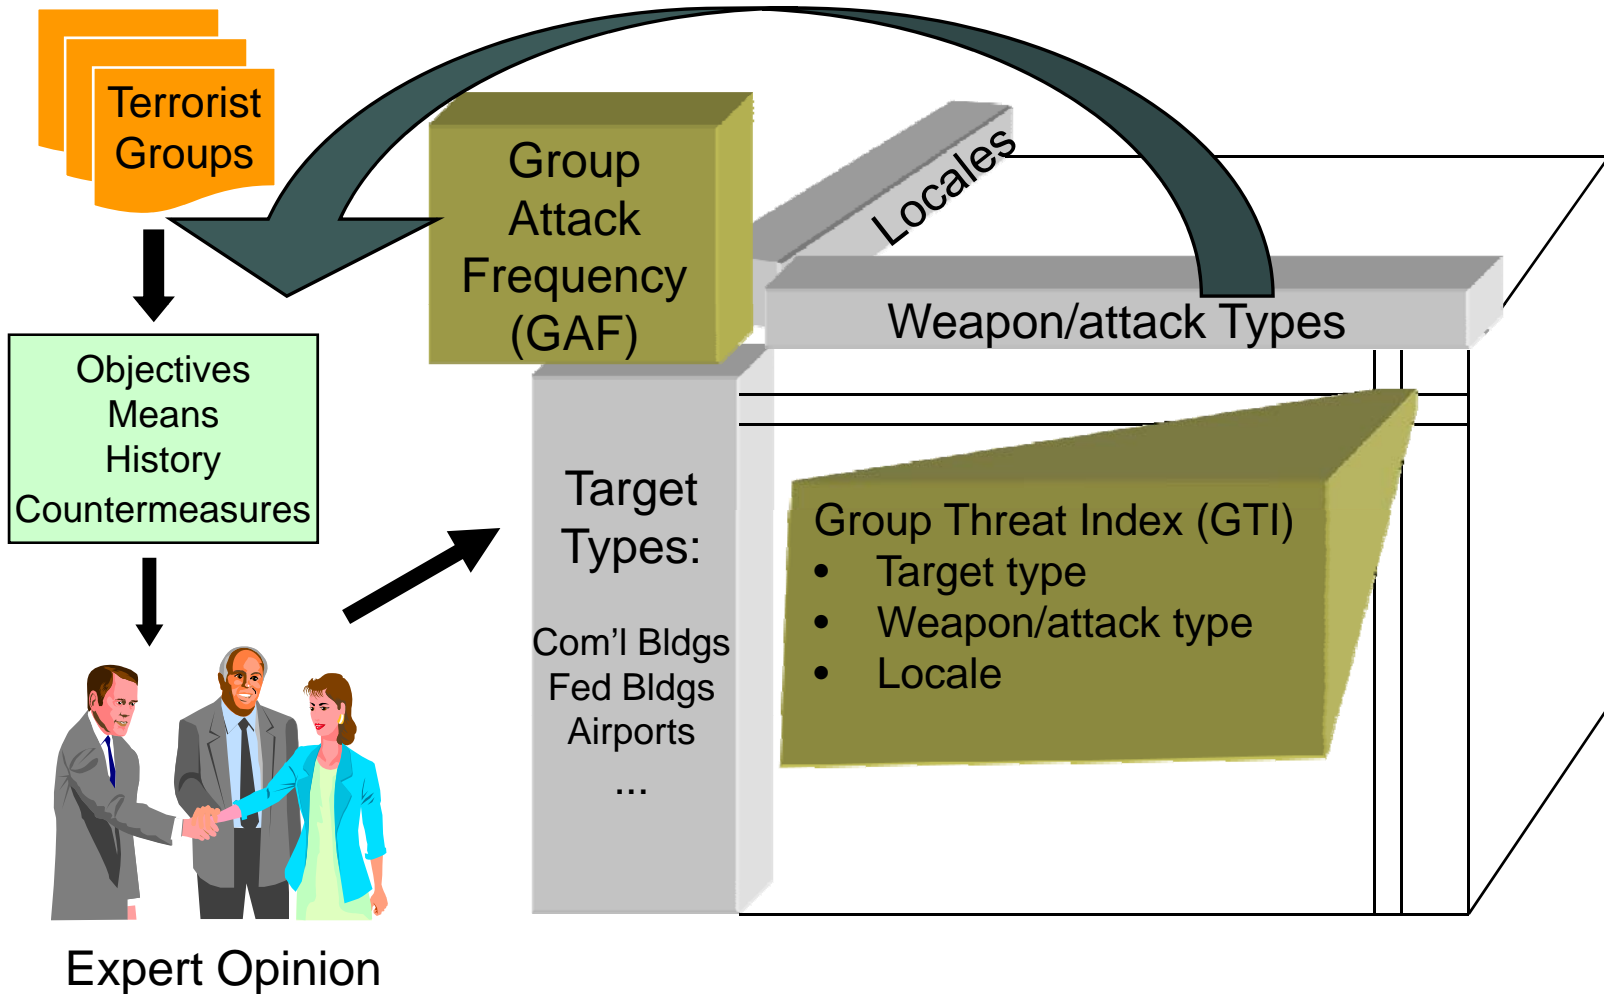 Terrorist
Groups
Objectives
Means
History
Countermeasures
Expert Opinion
Group
Attack
Frequency
(GAF)
Locales
Weapon/attack Types
Target
Types:
Com'l Bldgs
Fed Bldgs
Airports
...
Group Threat Index (GTI)
• Target type
• Weapon/attack type
• Locale